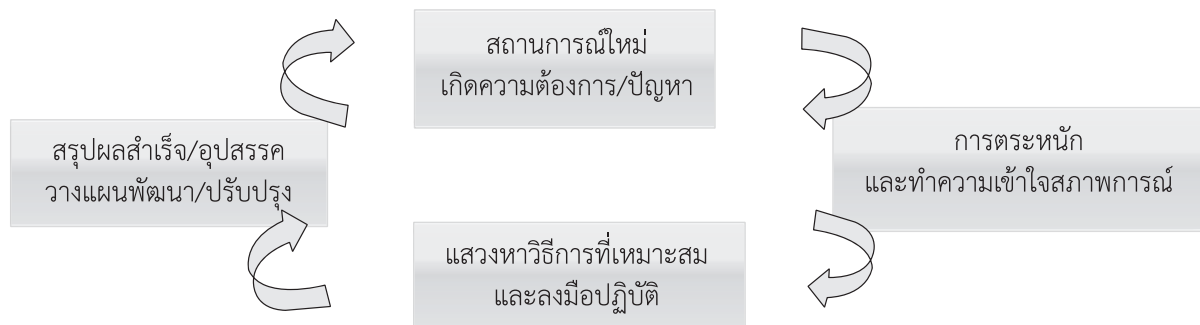 สถานการณ์ใหม่
เกิดความต้องการ/ปัญหา
การตระหนัก
และทำความเข้าใจสภาพการณ์
แสวงหาวิธีการที่เหมาะสม
และลงมือปฏิบัติ
สรุปผลสำเร็จ/อุปสรรค
วางแผนพัฒนา/ปรับปรุง